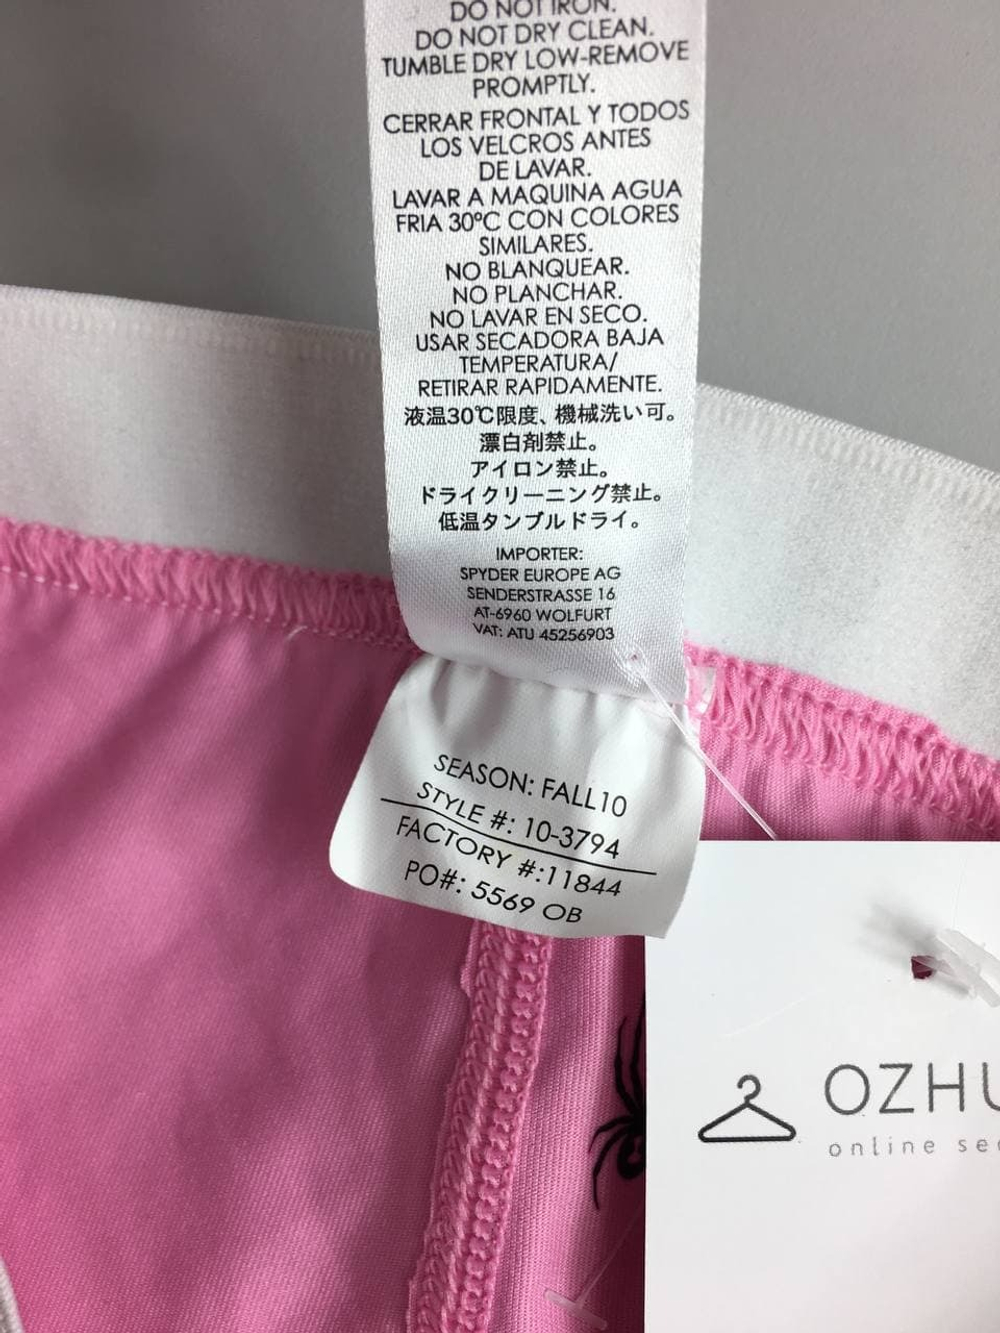 DO NOT IRON.
DO NOT DRY CLEAN.
TUMBLE DRY LOW-REMOVE
PROMPTLY.
CERRAR FRONTAL Y TODOS
LOS VELCROS ANTES
DE LAVAR.
LAVAR A MAQUINA AGUA
FRIA 30°C CON COLORES
SIMILARES.
NO BLANQUEAR.
NO PLANCHAR.
NO LAVAR EN SECO.
USAR SECADORA BAJA
TEMPERATURA/
RETIRAR RAPIDAMENTE.
液温30℃限度、機械洗い可。
漂白剤禁止。
アイロン禁止。
ドライクリーニング禁止。
低温タンブルドライ。
IMPORTER:
SPYDER EUROPE AG
SENDERSTRASSE 16
AT-6960 WOLFURT
VAT: ATU 45256903
SEASON: FALL10
STYLE #: 10-3794
FACTORY #:11844
PO#: 5569 OB
OZHU
online sec